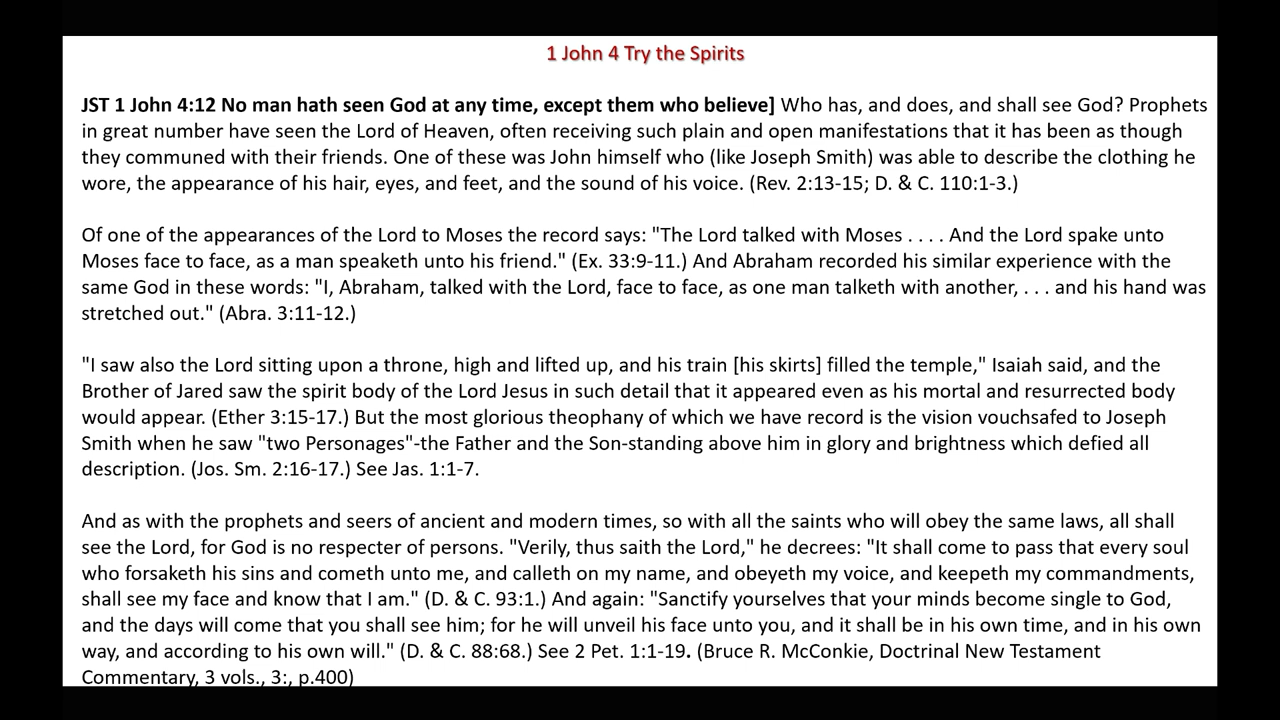 1 John 4 Try the Spirits
JST 1 John 4:12 No man hath seen God at any time, except them who believe] Who has, and does, and shall see God? Prophets
in great number have seen the Lord of Heaven, often receiving such plain and open manifestations that it has been as though
they communed with their friends. One of these was John himself who (like Joseph Smith) was able to describe the clothing he
wore, the appearance of his hair, eyes, and feet, and the sound of his voice. (Rev. 2:13-15; D. & C. 110:1-3.)
Of one of the appearances of the Lord to Moses the record says: "The Lord talked with Moses . . . . And the Lord spake unto
Moses face to face, as a man speaketh unto his friend." (Ex. 33:9-11.) And Abraham recorded his similar experience with the
same God in these words: "I, Abraham, talked with the Lord, face to face, as one man talketh with another, . . . and his hand was
stretched out." (Abra. 3:11-12.)
"I saw also the Lord sitting upon a throne, high and lifted up, and his train [his skirts] filled the temple," Isaiah said, and the
Brother of Jared saw the spirit body of the Lord Jesus in such detail that it appeared even as his mortal and resurrected body
would appear. (Ether 3:15-17.) But the most glorious theophany of which we have record is the vision vouchsafed to Joseph
Smith when he saw "two Personages"-the Father and the Son-standing above him in glory and brightness which defied all
description. (Jos. Sm. 2:16-17.) See Jas. 1:1-7.
And as with the prophets and seers of ancient and modern times, so with all the saints who will obey the same laws, all shall
see the Lord, for God is no respecter of persons. "Verily, thus saith the Lord," he decrees: "It shall come to pass that every soul
who forsaketh his sins and cometh unto me, and calleth on my name, and obeyeth my voice, and keepeth my commandments,
shall see my face and know that I am." (D. & C. 93:1.) And again: "Sanctify yourselves that your minds become single to God,
and the days will come that you shall see him; for he will unveil his face unto you, and it shall be in his own time, and in his own
way, and according to his own will." (D. & C. 88:68.) See 2 Pet. 1:1-19. (Bruce R. McConkie, Doctrinal New Testament
Commentary, 3 vols., 3:, p.400)